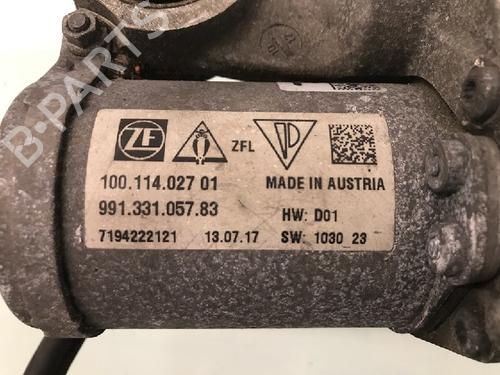 B-PARTS
ZF
ZFL
100.114.027 01
MADE IN AUSTRIA
991.331.057.83
HW: D01
7194222121
13.07.17
SW: 1030_23